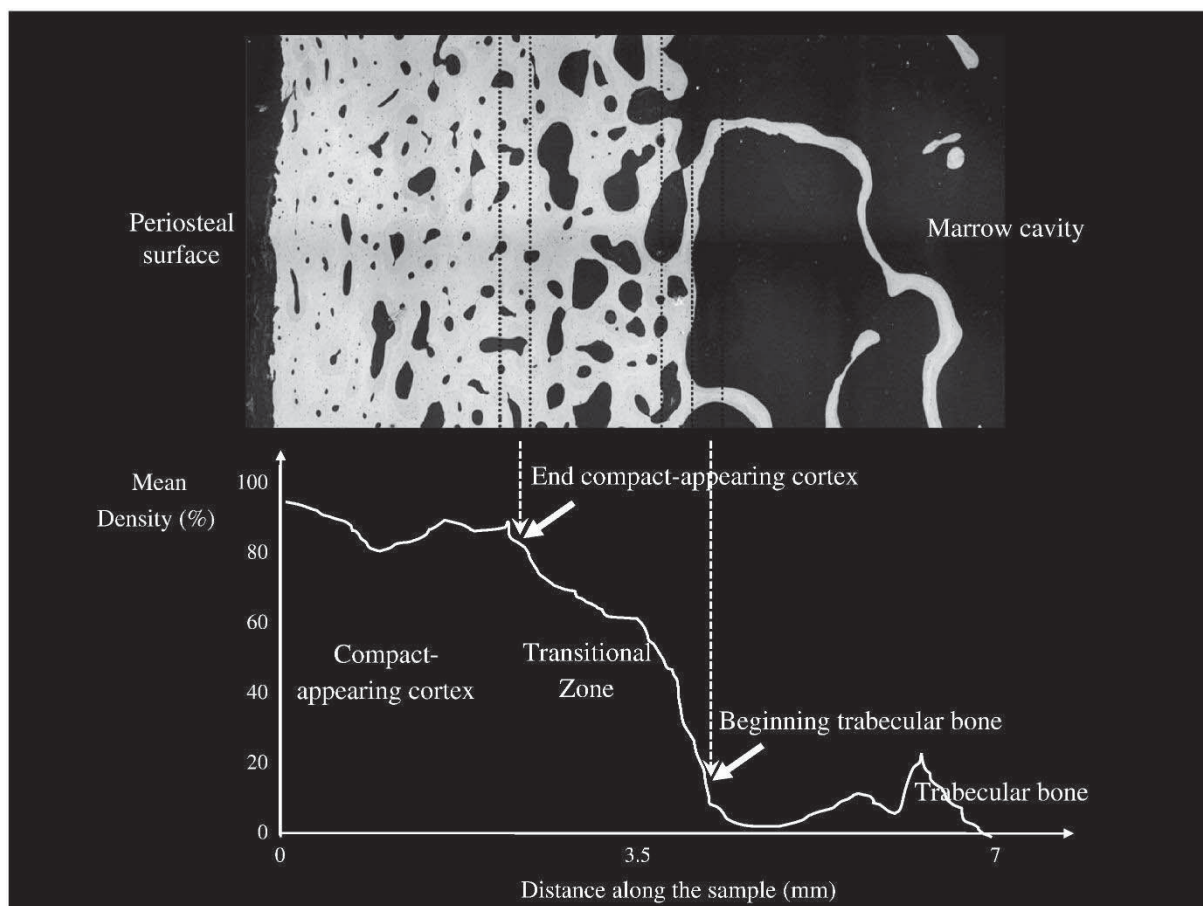 Periosteal
surface
Marrow cavity
Mean
Density (%)
100
80
60
40
20
0
End compact-appearing cortex
Compact-
appearing cortex
Transitional
Zone
Beginning trabecular bone
Trabecular bone
0
3.5
7
Distance along the sample (mm)